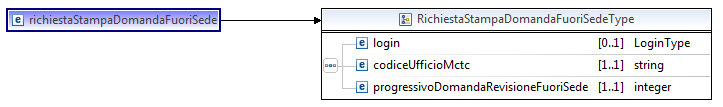 e richiestaStampaDomandaFuoriSede
RichiestaStampaDomandaFuoriSedeType
e login [0..1] LoginType
e codiceUfficioMctc [1..1] string
e progressivoDomandaRevisioneFuoriSede [1..1] integer